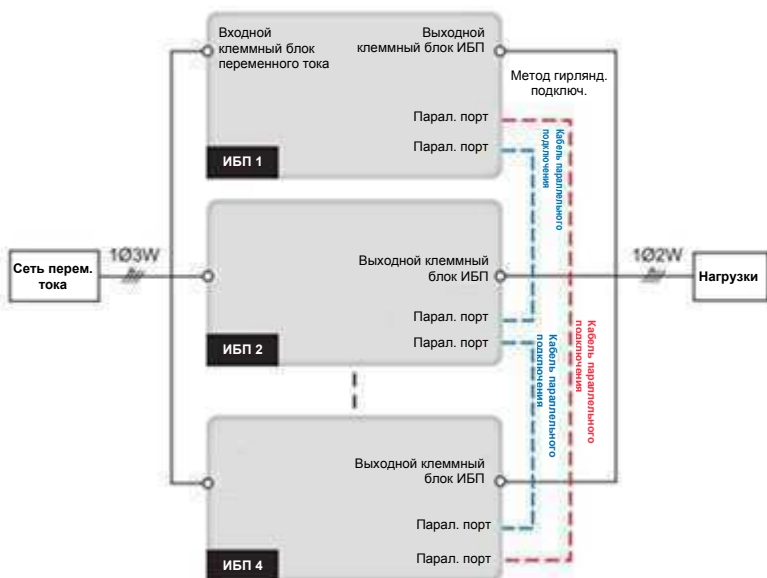 Входной
клеммный блок
переменного тока
Выходной
клеммный блок ИБП
Метод гирлянд.
подключ.
Парал. порт
Парал. порт
Кабель параллельного
подключения
ИБП 1
Сеть перем.
тока
1Ø3W
Выходной клеммный
блок ИБП
1Ø2W
Нагрузки
Парал. порт
Парал. порт
ИБП 2
Кабель параллельного
подключения
Кабель параллельного
подключения
Выходной клеммный
блок ИБП
Парал. порт
Парал. порт
ИБП 4